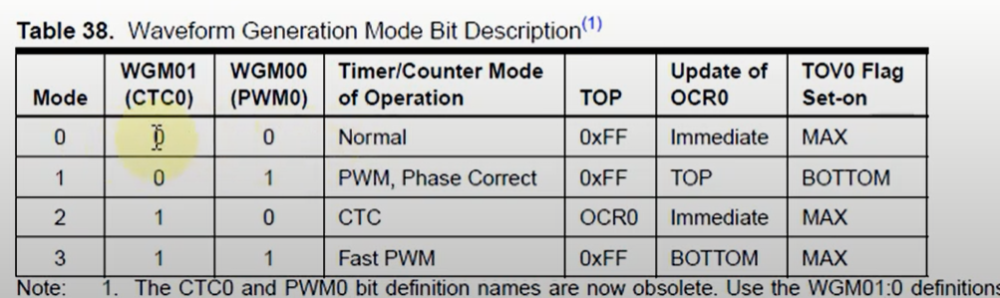 Table 38. Waveform Generation Mode Bit Description(1)
Mode WGM01 (CTC0) WGM00 (PWM0) Timer/Counter Mode of Operation TOP Update of OCR0 TOV0 Flag Set-on
0 0 0 Normal 0xFF Immediate MAX
1 0 1 PWM, Phase Correct 0xFF TOP BOTTOM
2 1 0 CTC OCR0 Immediate MAX
3 1 1 Fast PWM 0xFF BOTTOM MAX
Note: 1. The CTC0 and PWM0 bit definition names are now obsolete. Use the WGM01:0 definitions